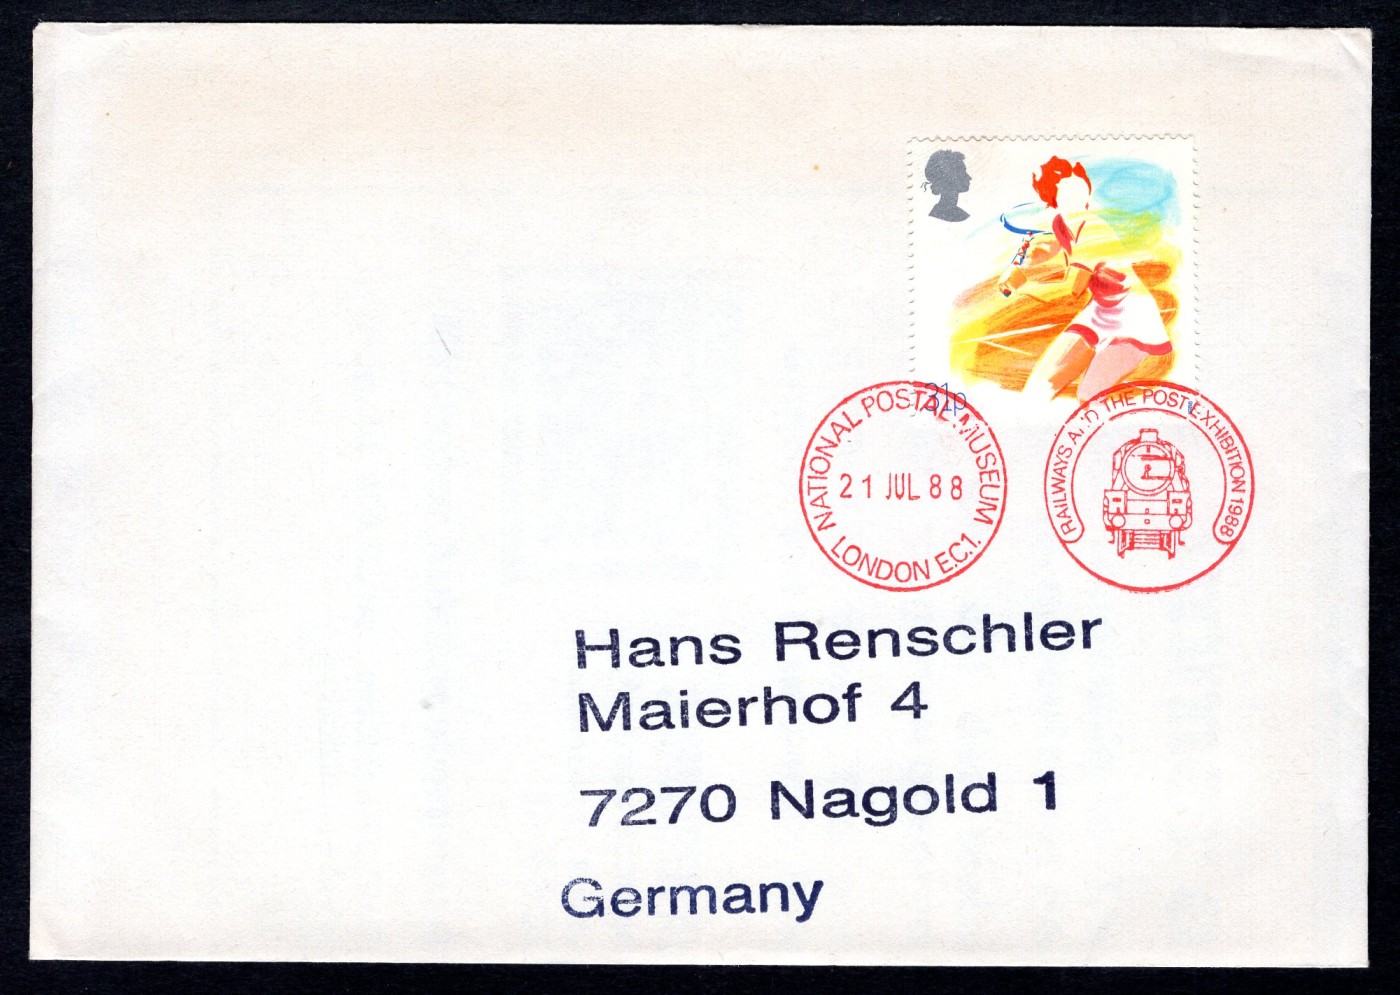 31p
NATIONAL POSTAL MUSEUM
21 JUL 88
LONDON E.C.1.
RAILWAYS AND THE POST EXHIBITION 1988
Hans Renschler
Maierhof 4
7270 Nagold 1
Germany